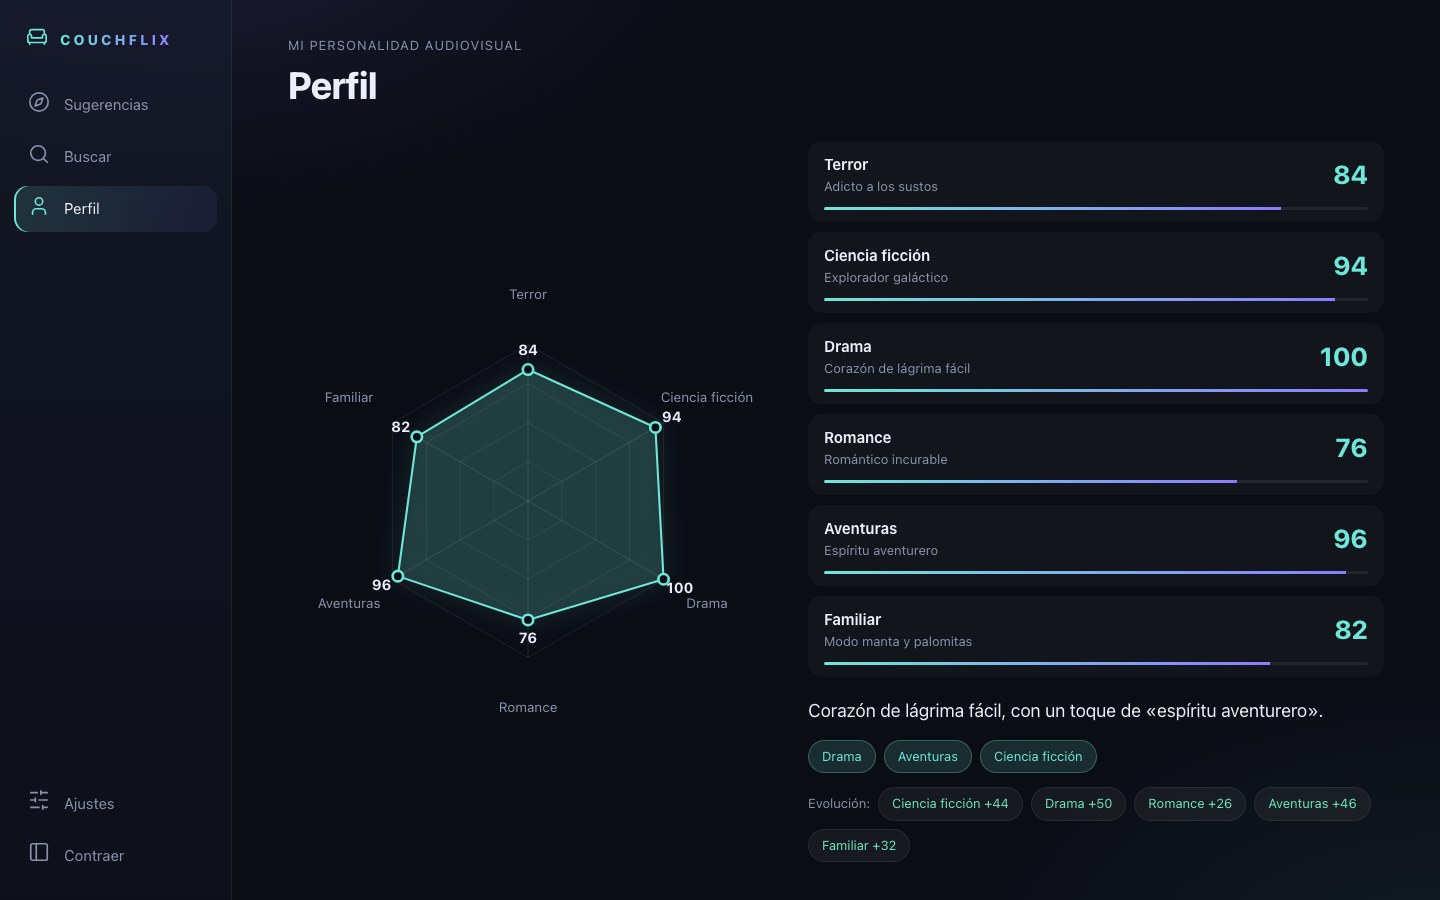 COUCHFLIX
Sugerencias
Buscar
Perfil
Ajustes
Contraer
MI PERSONALIDAD AUDIOVISUAL
Perfil
Terror
84
Familiar
Ciencia ficción
82
94
96
100
Aventuras
Drama
76
Romance
Terror
Adicto a los sustos
84
Ciencia ficción
Explorador galáctico
94
Drama
Corazón de lágrima fácil
100
Romance
Romántico incurable
76
Aventuras
Espíritu aventurero
96
Familiar
Modo manta y palomitas
82
Corazón de lágrima fácil, con un toque de «espíritu aventurero».
Drama Aventuras Ciencia ficción
Evolución: Ciencia ficción +44 Drama +50 Romance +26 Aventuras +46
Familiar +32